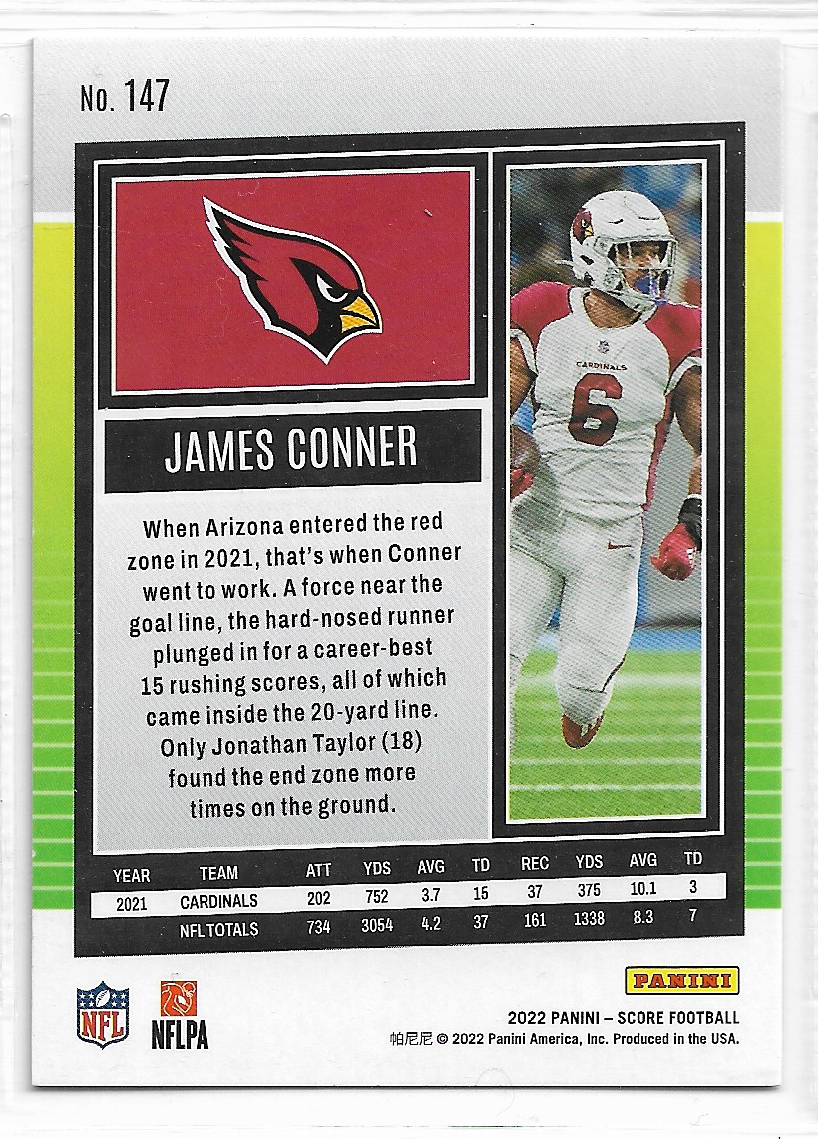 No. 147
CARDINALS
6
JAMES CONNER
When Arizona entered the red
zone in 2021, that's when Conner
went to work. A force near the
goal line, the hard-nosed runner
plunged in for a career-best
15 rushing scores, all of which
came inside the 20-yard line.
Only Jonathan Taylor (18)
found the end zone more
times on the ground.
YEAR TEAM ATT YDS AVG TD REC YDS AVG TD
2021 CARDINALS 202 752 3.7 15 37 375 10.1 3
NFL TOTALS 734 3054 4.2 37 161 1338 8.3 7
PANINI
NFL
NFLPA
2022 PANINI – SCORE FOOTBALL
帕尼尼 © 2022 Panini America, Inc. Produced in the USA.